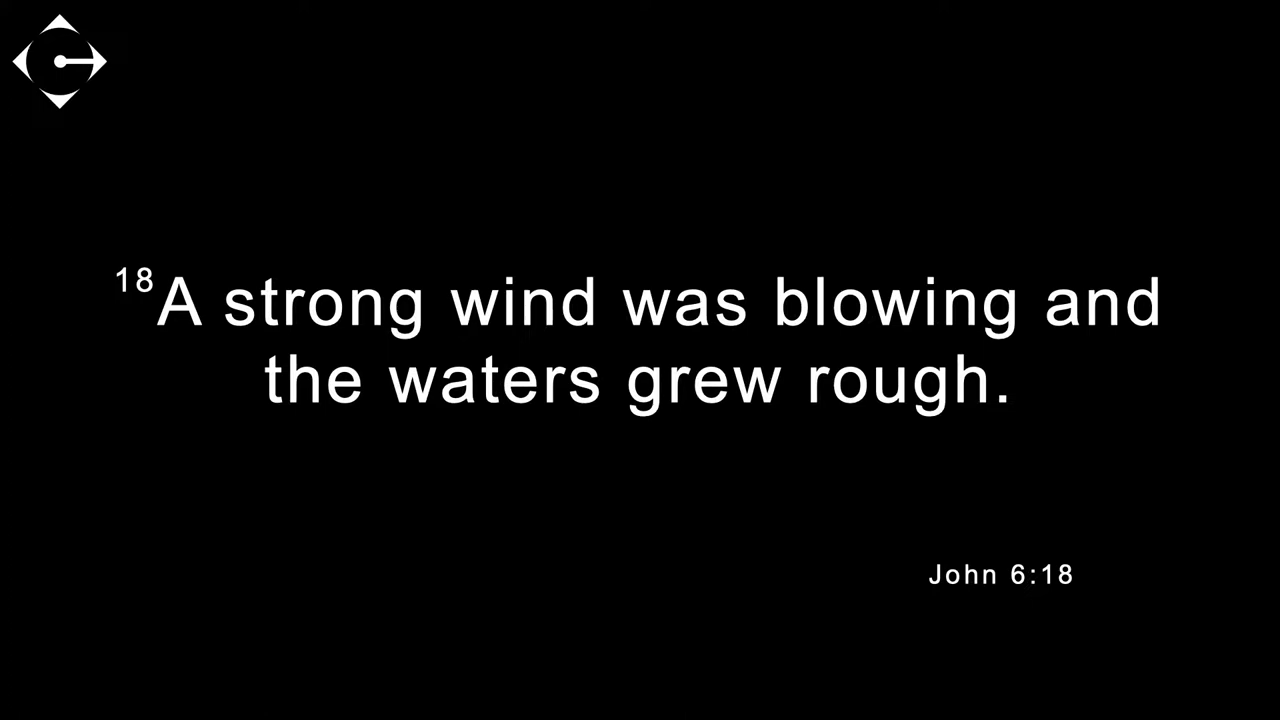 18A strong wind was blowing and
the waters grew rough.
John 6:18